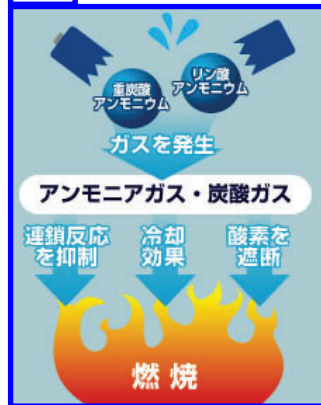 重炭酸
アンモニウム
リン酸
アンモニウム
ガスを発生
アンモニアガス・炭酸ガス
連鎖反応
を抑制
冷却
効果
酸素を
遮断
燃焼